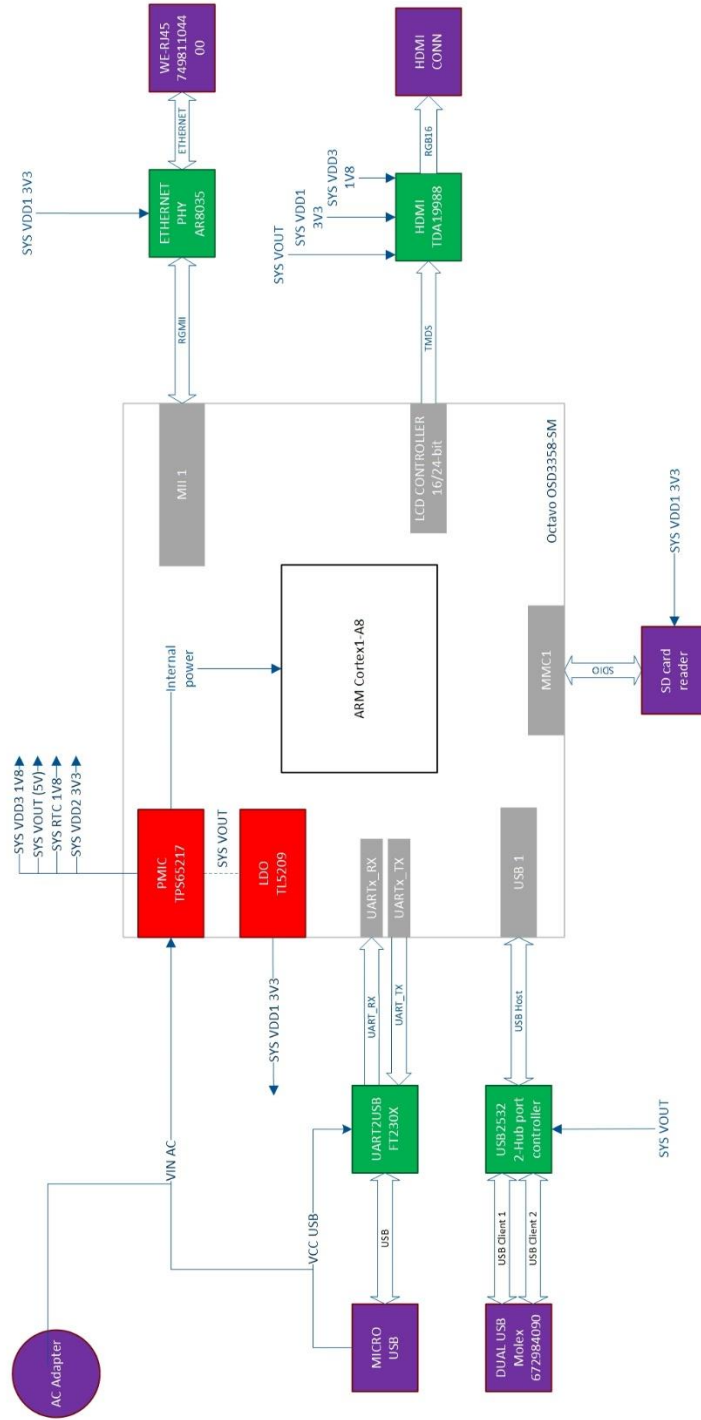 AC Adapter
SYS VDD3 1V8
SYS VOUT (5V)
SYS RTC 1V8
SYS VDD2 3V3
SYS VDD1 3V3
VIN AC
PMIC
TPS65217
Internal
power
MII 1
RGMII
ETHERNET
PHY
AR8035
ETHERNET
WE-RJ45
749811044
00
SYS VOUT
LDO
TL5209
SYS VDD1 3V3
VCC USB
MICRO
USB
USB
UART2USB
FT230X
UART_RX
UART_TX
UARTx_RX
UARTx_TX
ARM Cortex1-A8
SYS VOUT
SYS VDD1
3V3
SYS VDD3
1V8
LCD CONTROLLER
16/24-bit
TMDS
HDMI
TDA19988
RGB16
HDMI
CONN
DUAL USB
Molex
672984090
USB Client 1
USB Client 2
USB2532
2-Hub port
controller
USB Host
USB 1
MMC1
Octavo OSD3358-SM
SDIO
SYS VOUT
SD card
reader
SYS VDD1 3V3